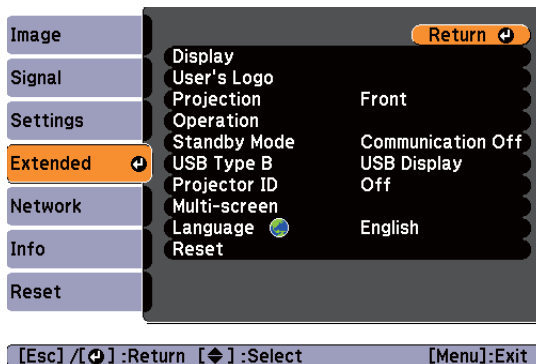 Image
Signal
Settings
Extended
Network
Info
Reset
Return
Display
User's Logo
Projection Front
Operation
Standby Mode Communication Off
USB Type B USB Display
Projector ID Off
Multi-screen
Language English
Reset
[Esc] /[ ] :Return [ ] :Select [Menu]:Exit